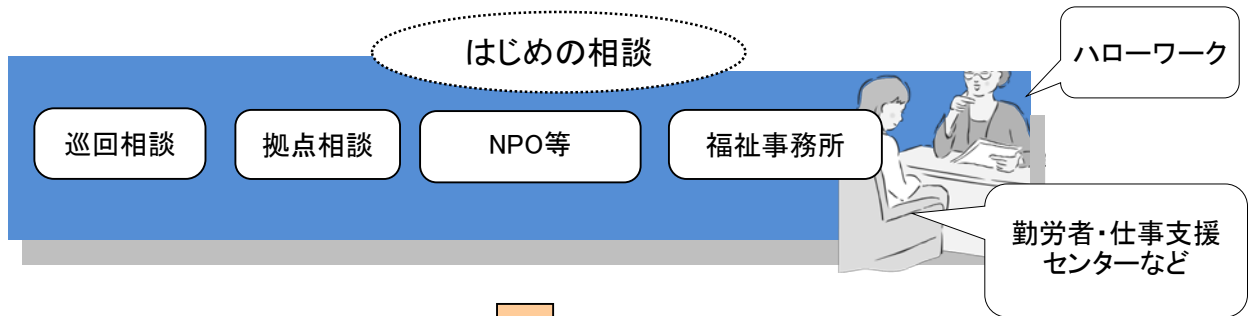 はじめの相談
ハローワーク
巡回相談
拠点相談
NPO等
福祉事務所
勤労者・仕事支援
センターなど